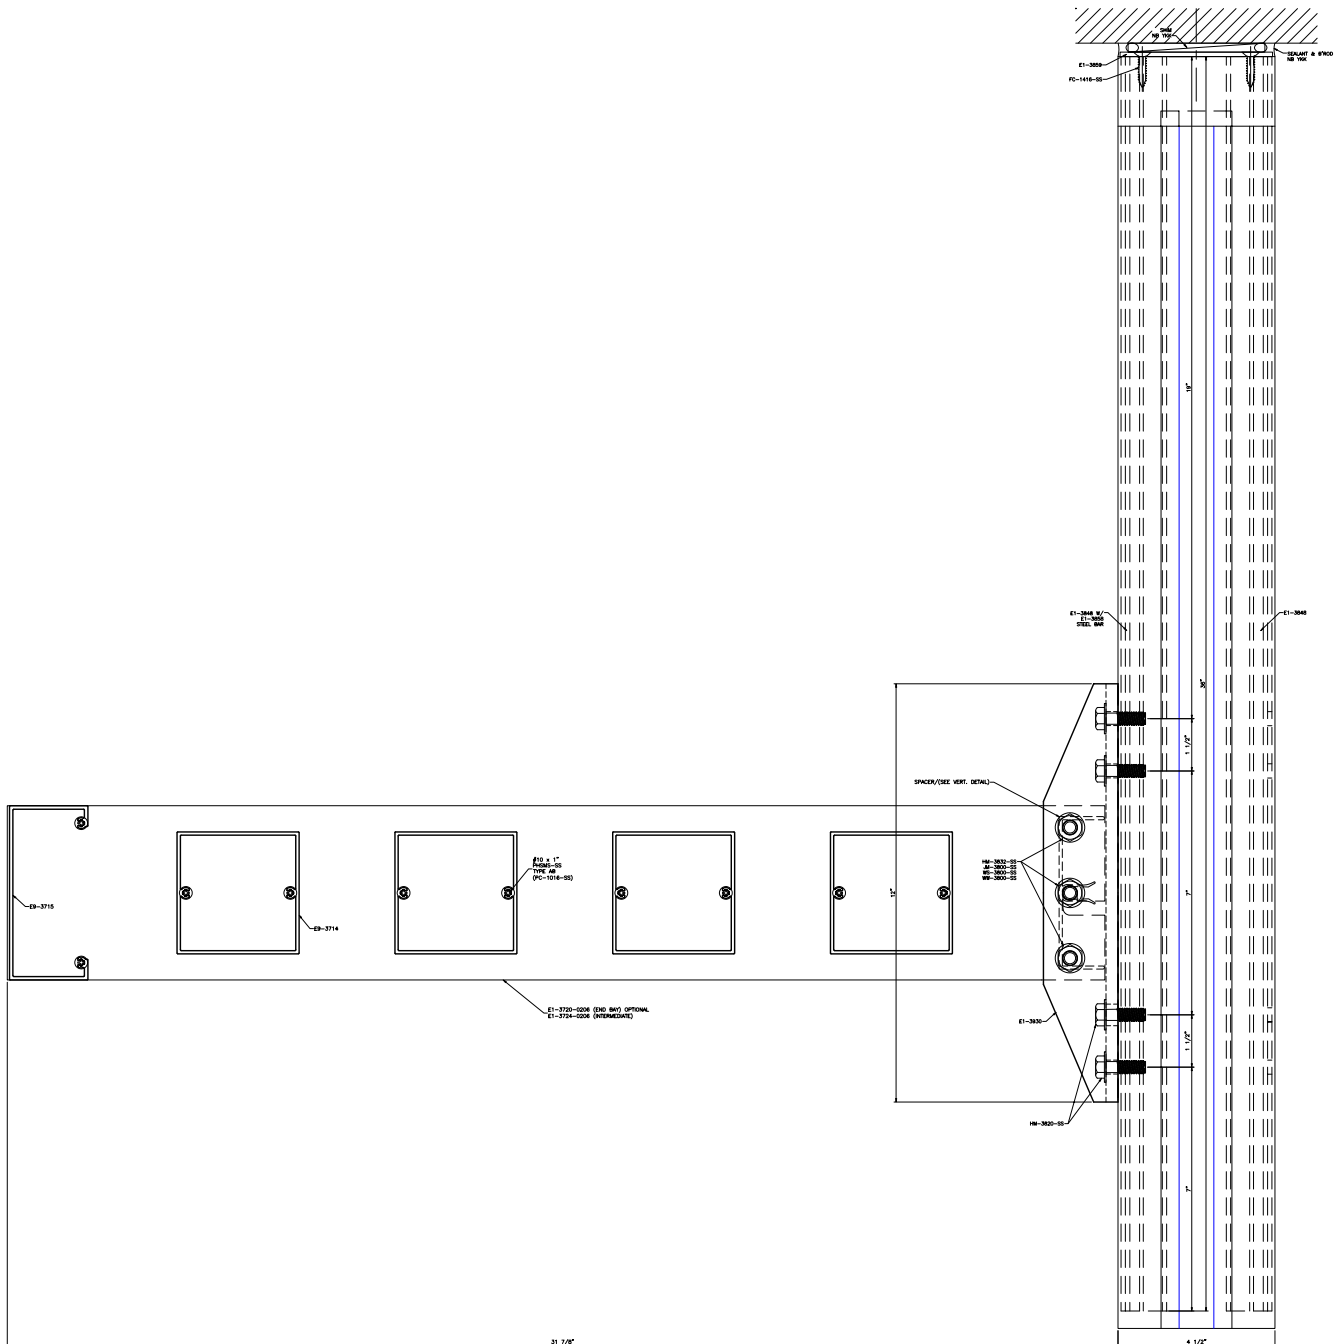 SHIM
NB YKK
SEALANT & B'ROD
NB YKK
E1-3859
FC-1416-SS
19"
E1-3848 W/
E1-3858
STEEL BAR
E1-3848
36"
1 1/2"
SPACER/(SEE VERT. DETAIL)
#10 x 1"
PHSMS-SS
TYPE AB
(FC-1016-SS)
HM-3832-SS
JM-3800-SS
WS-3800-SS
WW-3800-SS
12"
7"
E9-3715
E9-3714
E1-3720-0206 (END BAY) OPTIONAL
E1-3724-0206 (INTERMEDIATE)
E1-3930
1 1/2"
HM-3820-SS
7"
31 7/8"
4 1/2"